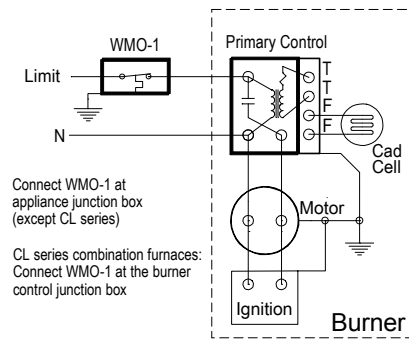 WMO-1
Primary Control
Limit
T
T
F
F
N
Cad
Cell
Connect WMO-1 at
appliance junction box
(except CL series)
Motor
CL series combination furnaces:
Connect WMO-1 at the burner
control junction box
Ignition
Burner